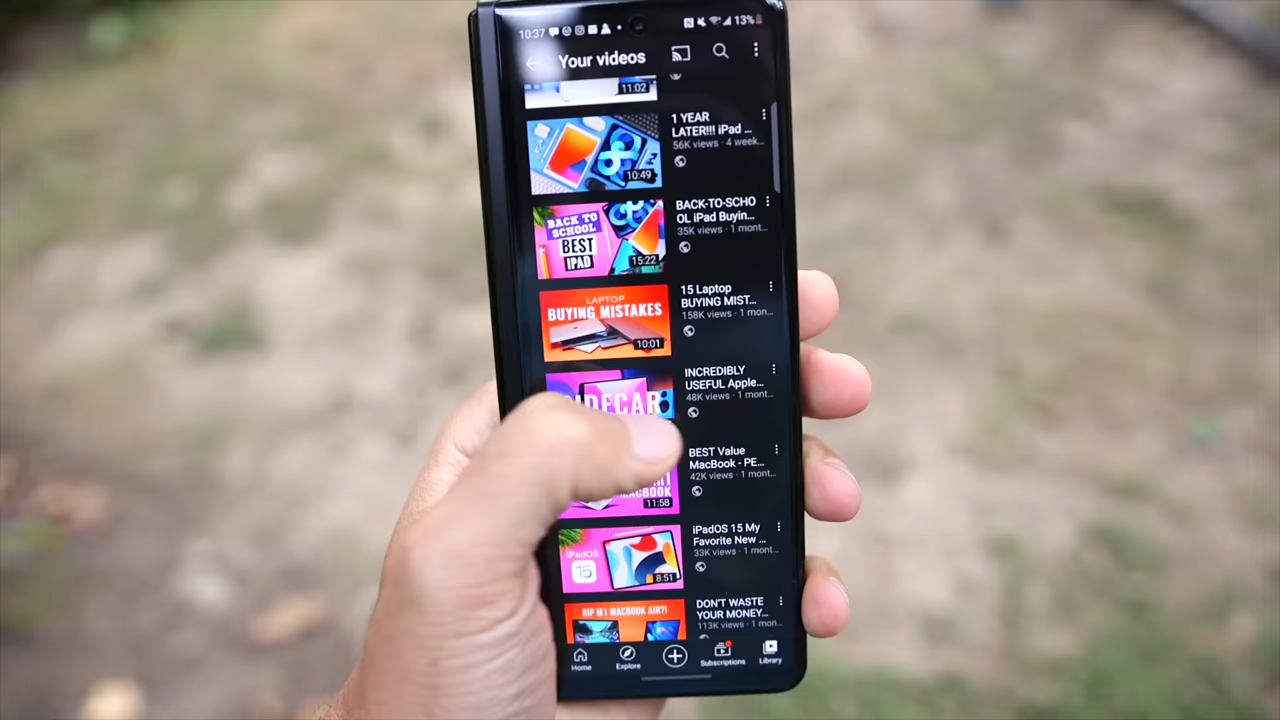 10:37
13%
Your videos
11:02
1 YEAR
LATER!!! iPad ...
56K views · 4 week...
10:49
BACK-TO-SCHO
OL iPad Buyin...
35K views · 1 mont...
BACK TO
SCHOOL
BEST
IPAD
15:22
15 Laptop
BUYING MIST...
158K views · 1 mon...
LAPTOP
BUYING MISTAKES
10:01
INCREDIBLY
USEFUL Apple...
48K views · 1 mont...
BEST Value
MacBook - PE...
42K views · 1 mont...
MACBOOK
11:58
iPadOS 15 My
Favorite New ...
33K views · 1 mont...
iPadOS
15
8:51
DON'T WASTE
YOUR MONEY...
113K views · 1 mon...
RIP M1 MACBOOK AIR?!
Home
Explore
Subscriptions
Library